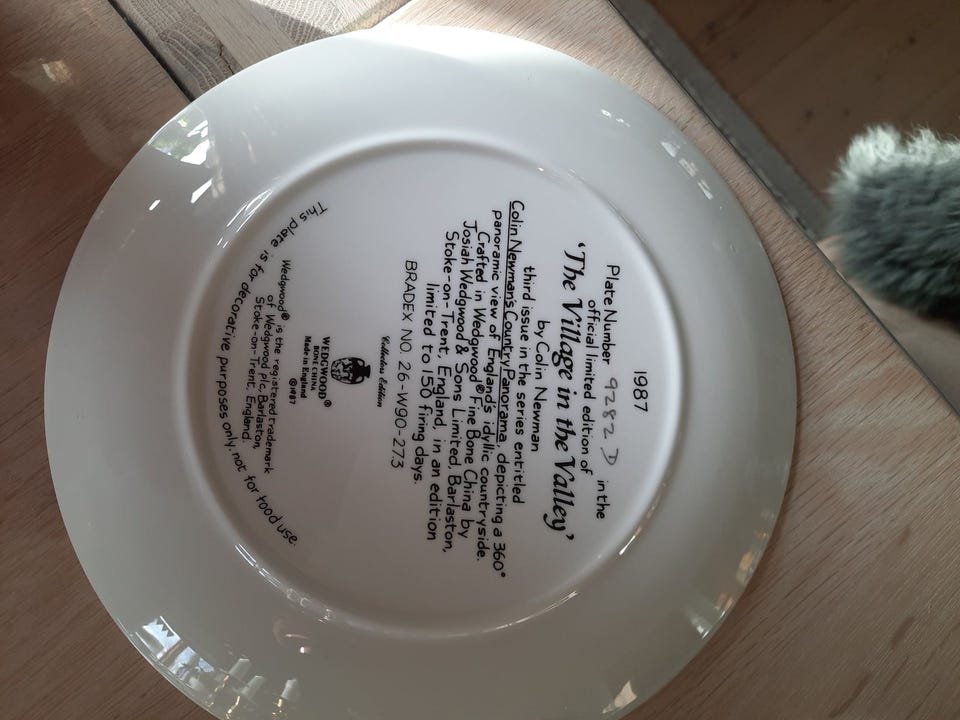 1987
Plate Number 9282 D in the
official limited edition of
'The Village in the Valley'
by Colin Newman
third issue in the series entitled
Colin Newman's Country Panorama, depicting a 360°
panoramic view of England's idyllic countryside.
Crafted in Wedgwood® Fine Bone China by
Josiah Wedgwood & Sons Limited, Barlaston,
Stoke-on-Trent, England, in an edition
limited to 150 firing days.
BRADEX NO. 26-W90-27.3
Collectors Edition
WEDGWOOD®
BONE CHINA
Made in England
©1987
Wedgwood® is the registered trademark
of Wedgwood plc, Barlaston,
Stoke-on-Trent, England.
This plate is for decorative purposes only, not for food use.